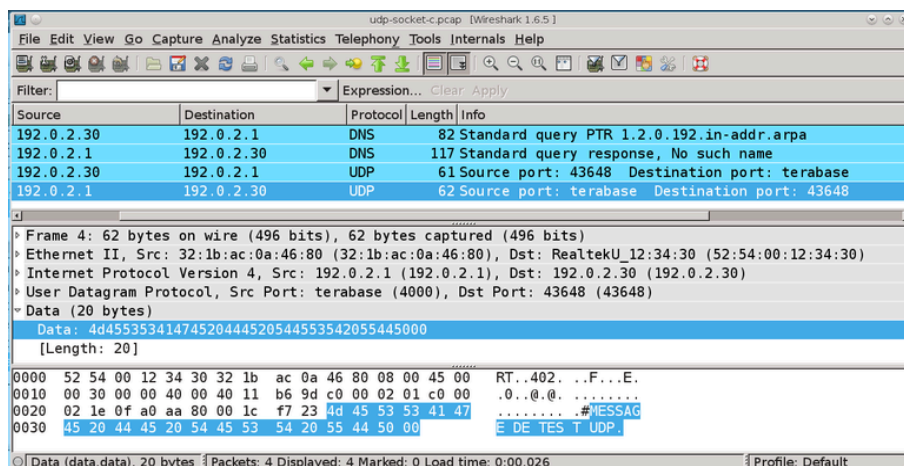 udp-socket-c.pcap [Wireshark 1.6.5 ]
File Edit View Go Capture Analyze Statistics Telephony Tools Internals Help
Filter: Expression... Clear Apply
Source Destination Protocol Length Info
192.0.2.30 192.0.2.1 DNS 82 Standard query PTR 1.2.0.192.in-addr.arpa
192.0.2.1 192.0.2.30 DNS 117 Standard query response, No such name
192.0.2.30 192.0.2.1 UDP 61 Source port: 43648 Destination port: terabase
192.0.2.1 192.0.2.30 UDP 62 Source port: terabase Destination port: 43648
Frame 4: 62 bytes on wire (496 bits), 62 bytes captured (496 bits)
Ethernet II, Src: 32:1b:ac:0a:46:80 (32:1b:ac:0a:46:80), Dst: RealtekU_12:34:30 (52:54:00:12:34:30)
Internet Protocol Version 4, Src: 192.0.2.1 (192.0.2.1), Dst: 192.0.2.30 (192.0.2.30)
User Datagram Protocol, Src Port: terabase (4000), Dst Port: 43648 (43648)
Data (20 bytes)
Data: 4d4553534147452044452054455354205544500​0
[Length: 20]
0000 52 54 00 12 34 30 32 1b ac 0a 46 80 08 00 45 00 RT..402. ..F...E.
0010 00 30 00 00 40 00 40 11 b6 9d c0 00 02 01 c0 00 .0..@.@. ........
0020 02 1e 0f a0 aa 80 00 1c f7 23 4d 45 53 53 41 47 ........ .#MESSAG
0030 45 20 44 45 20 54 45 53 54 20 55 44 50 00 E DE TES T UDP.
Data (data.data), 20 bytes Packets: 4 Displayed: 4 Marked: 0 Load time: 0:00.026 Profile: Default